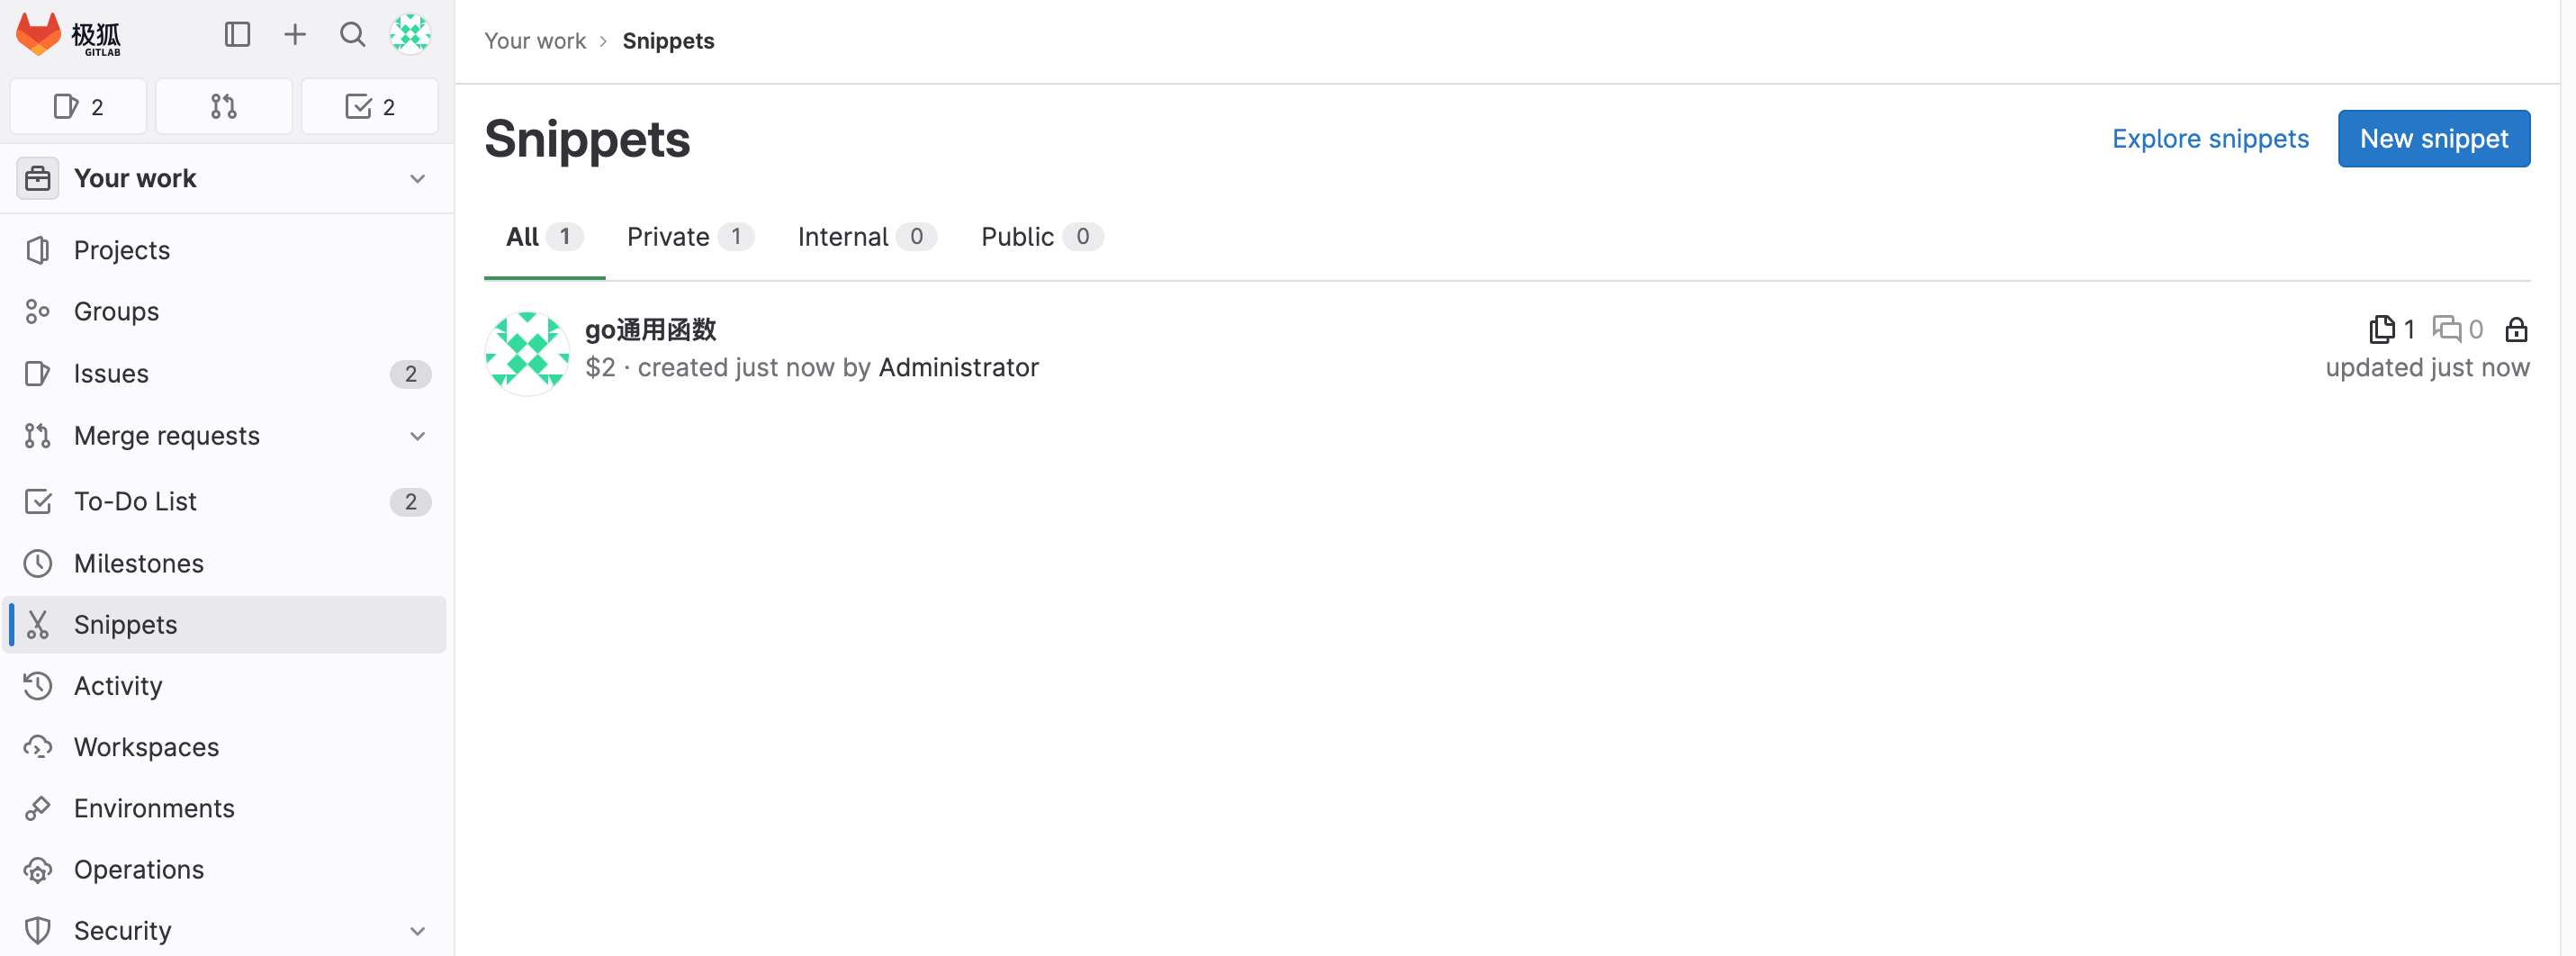 极狐
GITLAB
2
2
Your work
Projects
Groups
Issues 2
Merge requests
To-Do List 2
Milestones
Snippets
Activity
Workspaces
Environments
Operations
Security
Your work › Snippets
Snippets
Explore snippets
New snippet
All 1 Private 1 Internal 0 Public 0
go通用函数
$2 · created just now by Administrator
1 0
updated just now